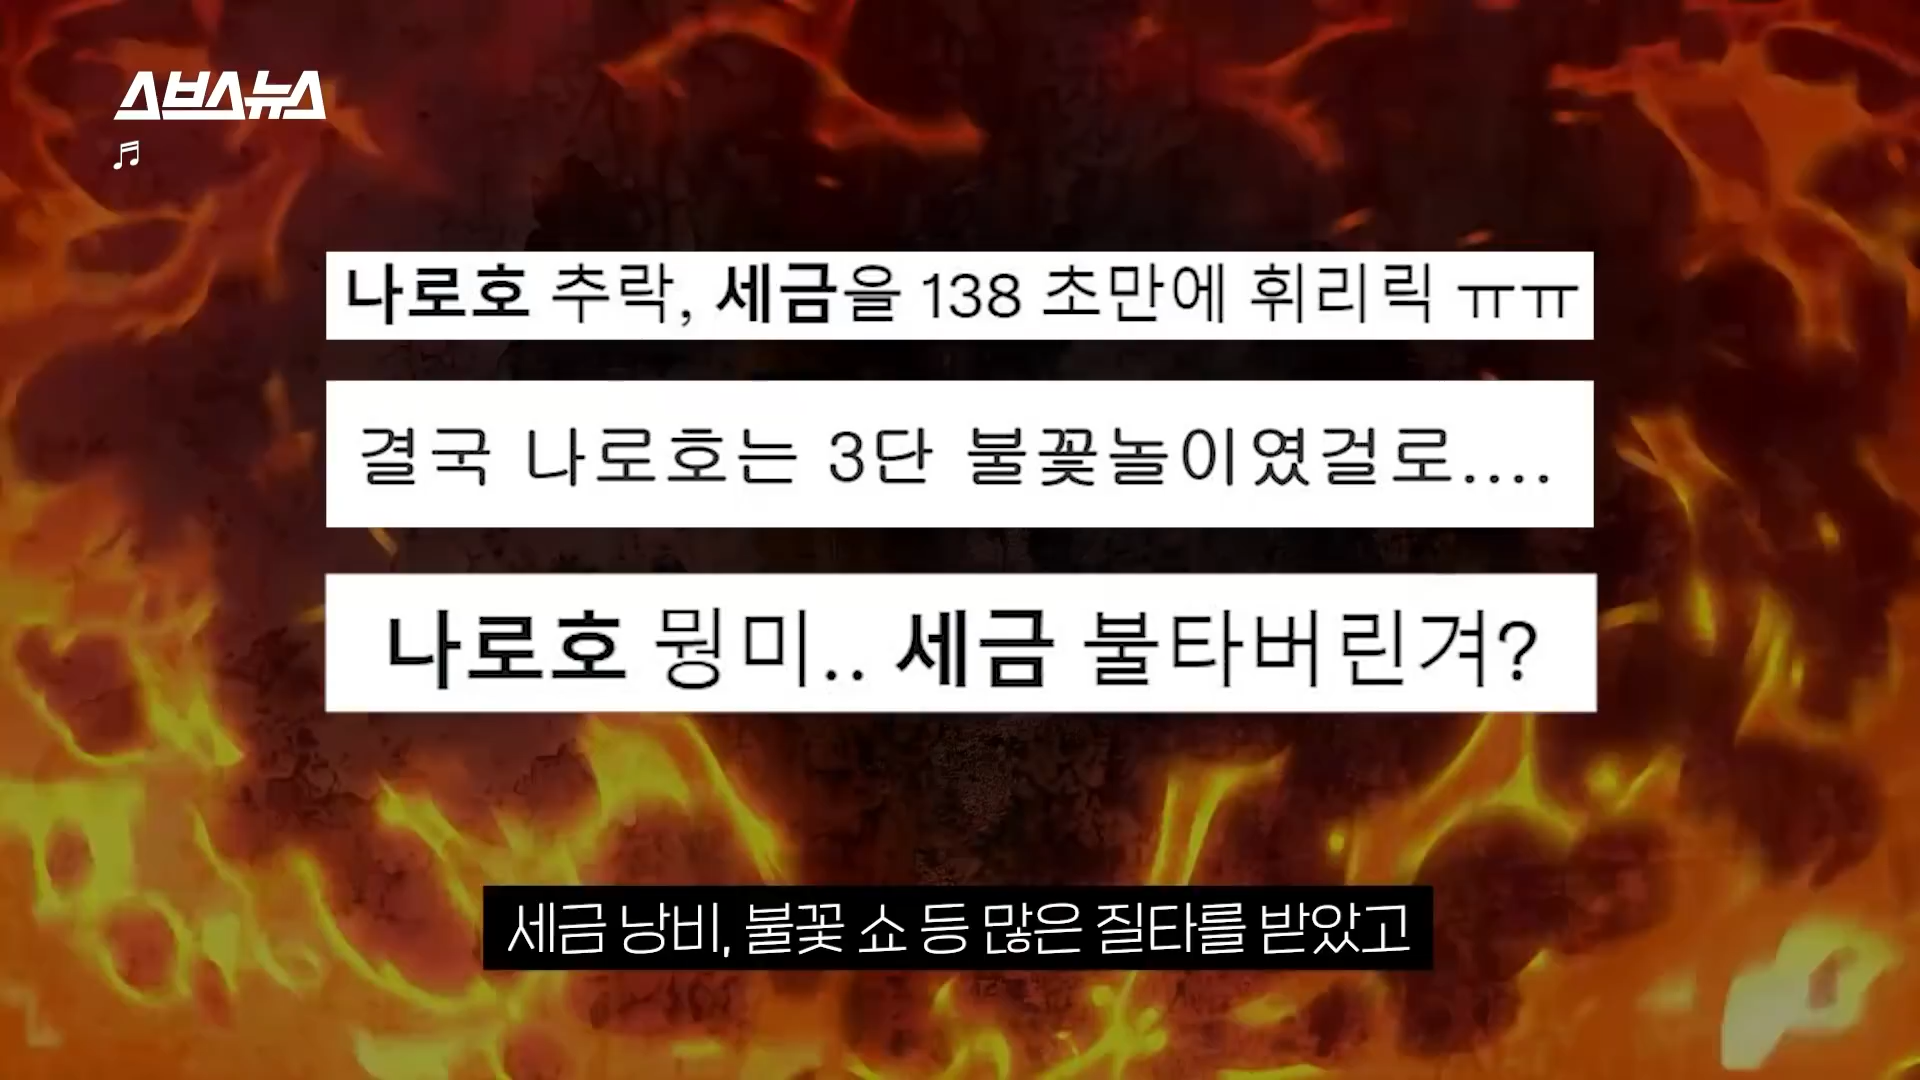 스브스뉴스
♬
나로호 추락, 세금을 138 초만에 휘리릭 ㅠㅠ
결국 나로호는 3단 불꽃놀이였걸로....
나로호 뭥미.. 세금 불타버린겨?
세금 낭비, 불꽃 쇼 등 많은 질타를 받았고